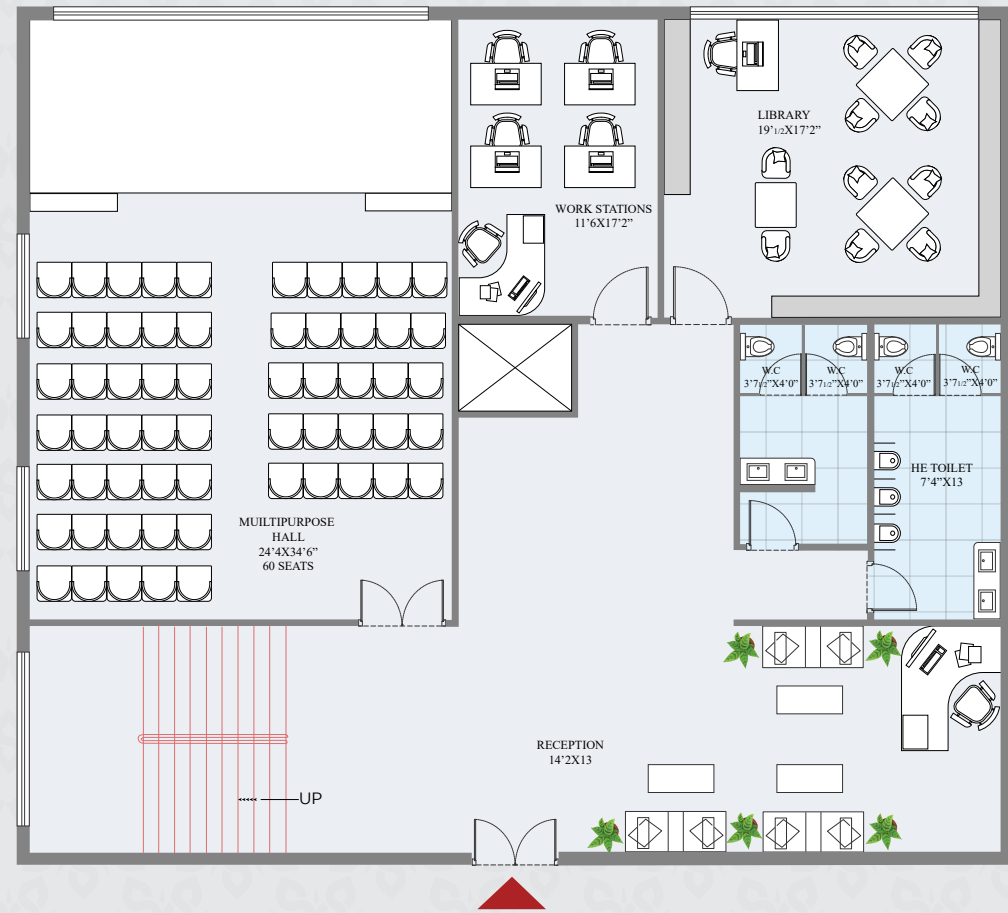 LIBRARY
19'1/2X17'2"
WORK STATIONS
11'6X17'2"
W.C
3'71/2"X4'0"
W.C
3'71/2"X4'0"
W.C
3'71/2"X4'0"
W.C
3'71/2"X4'0"
HE TOILET
7'4"X13
MUILTIPURPOSE
HALL
24'4X34'6"
60 SEATS
RECEPTION
14'2X13
UP